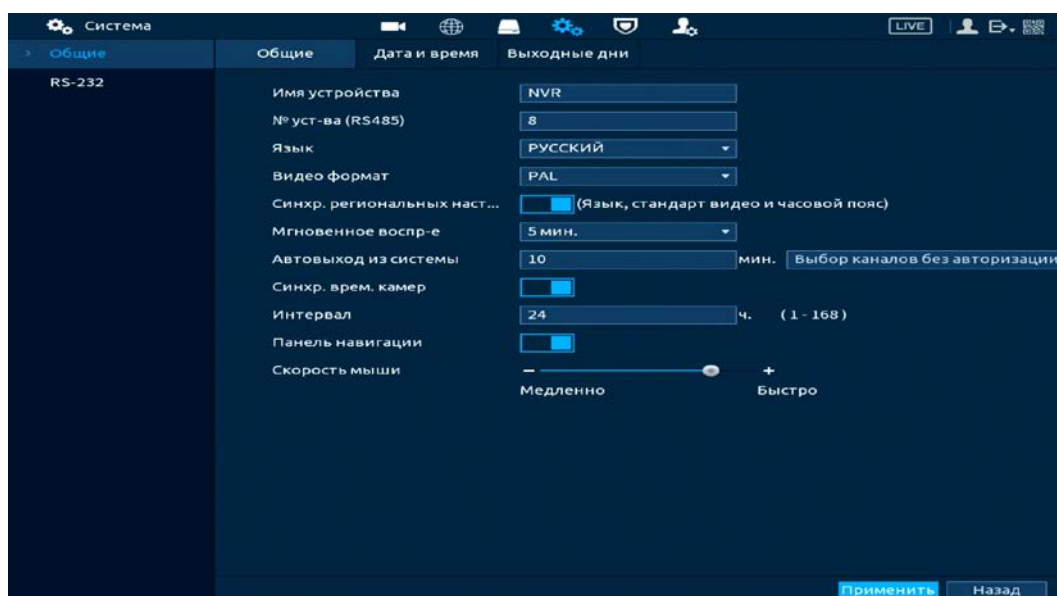 Система LIVE
Общие Общие Дата и время Выходные дни
RS-232
Имя устройства NVR
№ уст-ва (RS485) 8
Язык РУССКИЙ
Видео формат PAL
Синхр. региональных наст... (Язык, стандарт видео и часовой пояс)
Мгновенное воспр-е 5 мин.
Автовыход из системы 10 мин. Выбор каналов без авторизации
Синхр. врем. камер
Интервал 24 ч. (1 - 168)
Панель навигации
Скорость мыши - +
Медленно Быстро
Применить Назад